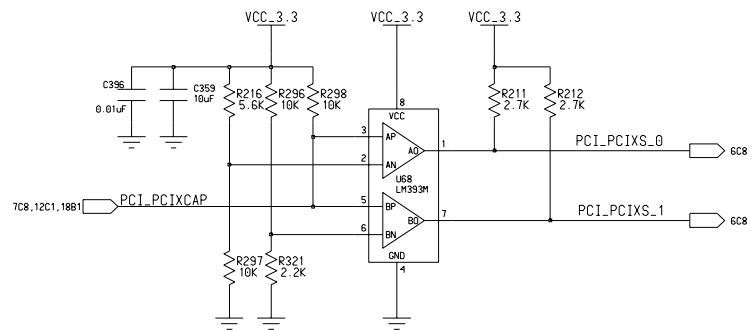 VCC_3.3
VCC_3.3
VCC_3.3
C396
0.01uF
C359
10uF
R216
5.6K
R296
10K
R298
10K
R211
2.7K
R212
2.7K
8
VCC
3
AP
AO
1
PCI_PCIXS_0
6C8
2
AN
U68
LM393M
7C8,12C1,18B1
PCI_PCIXCAP
5
BP
BO
7
PCI_PCIXS_1
6C8
6
BN
GND
4
R297
10K
R321
2.2K